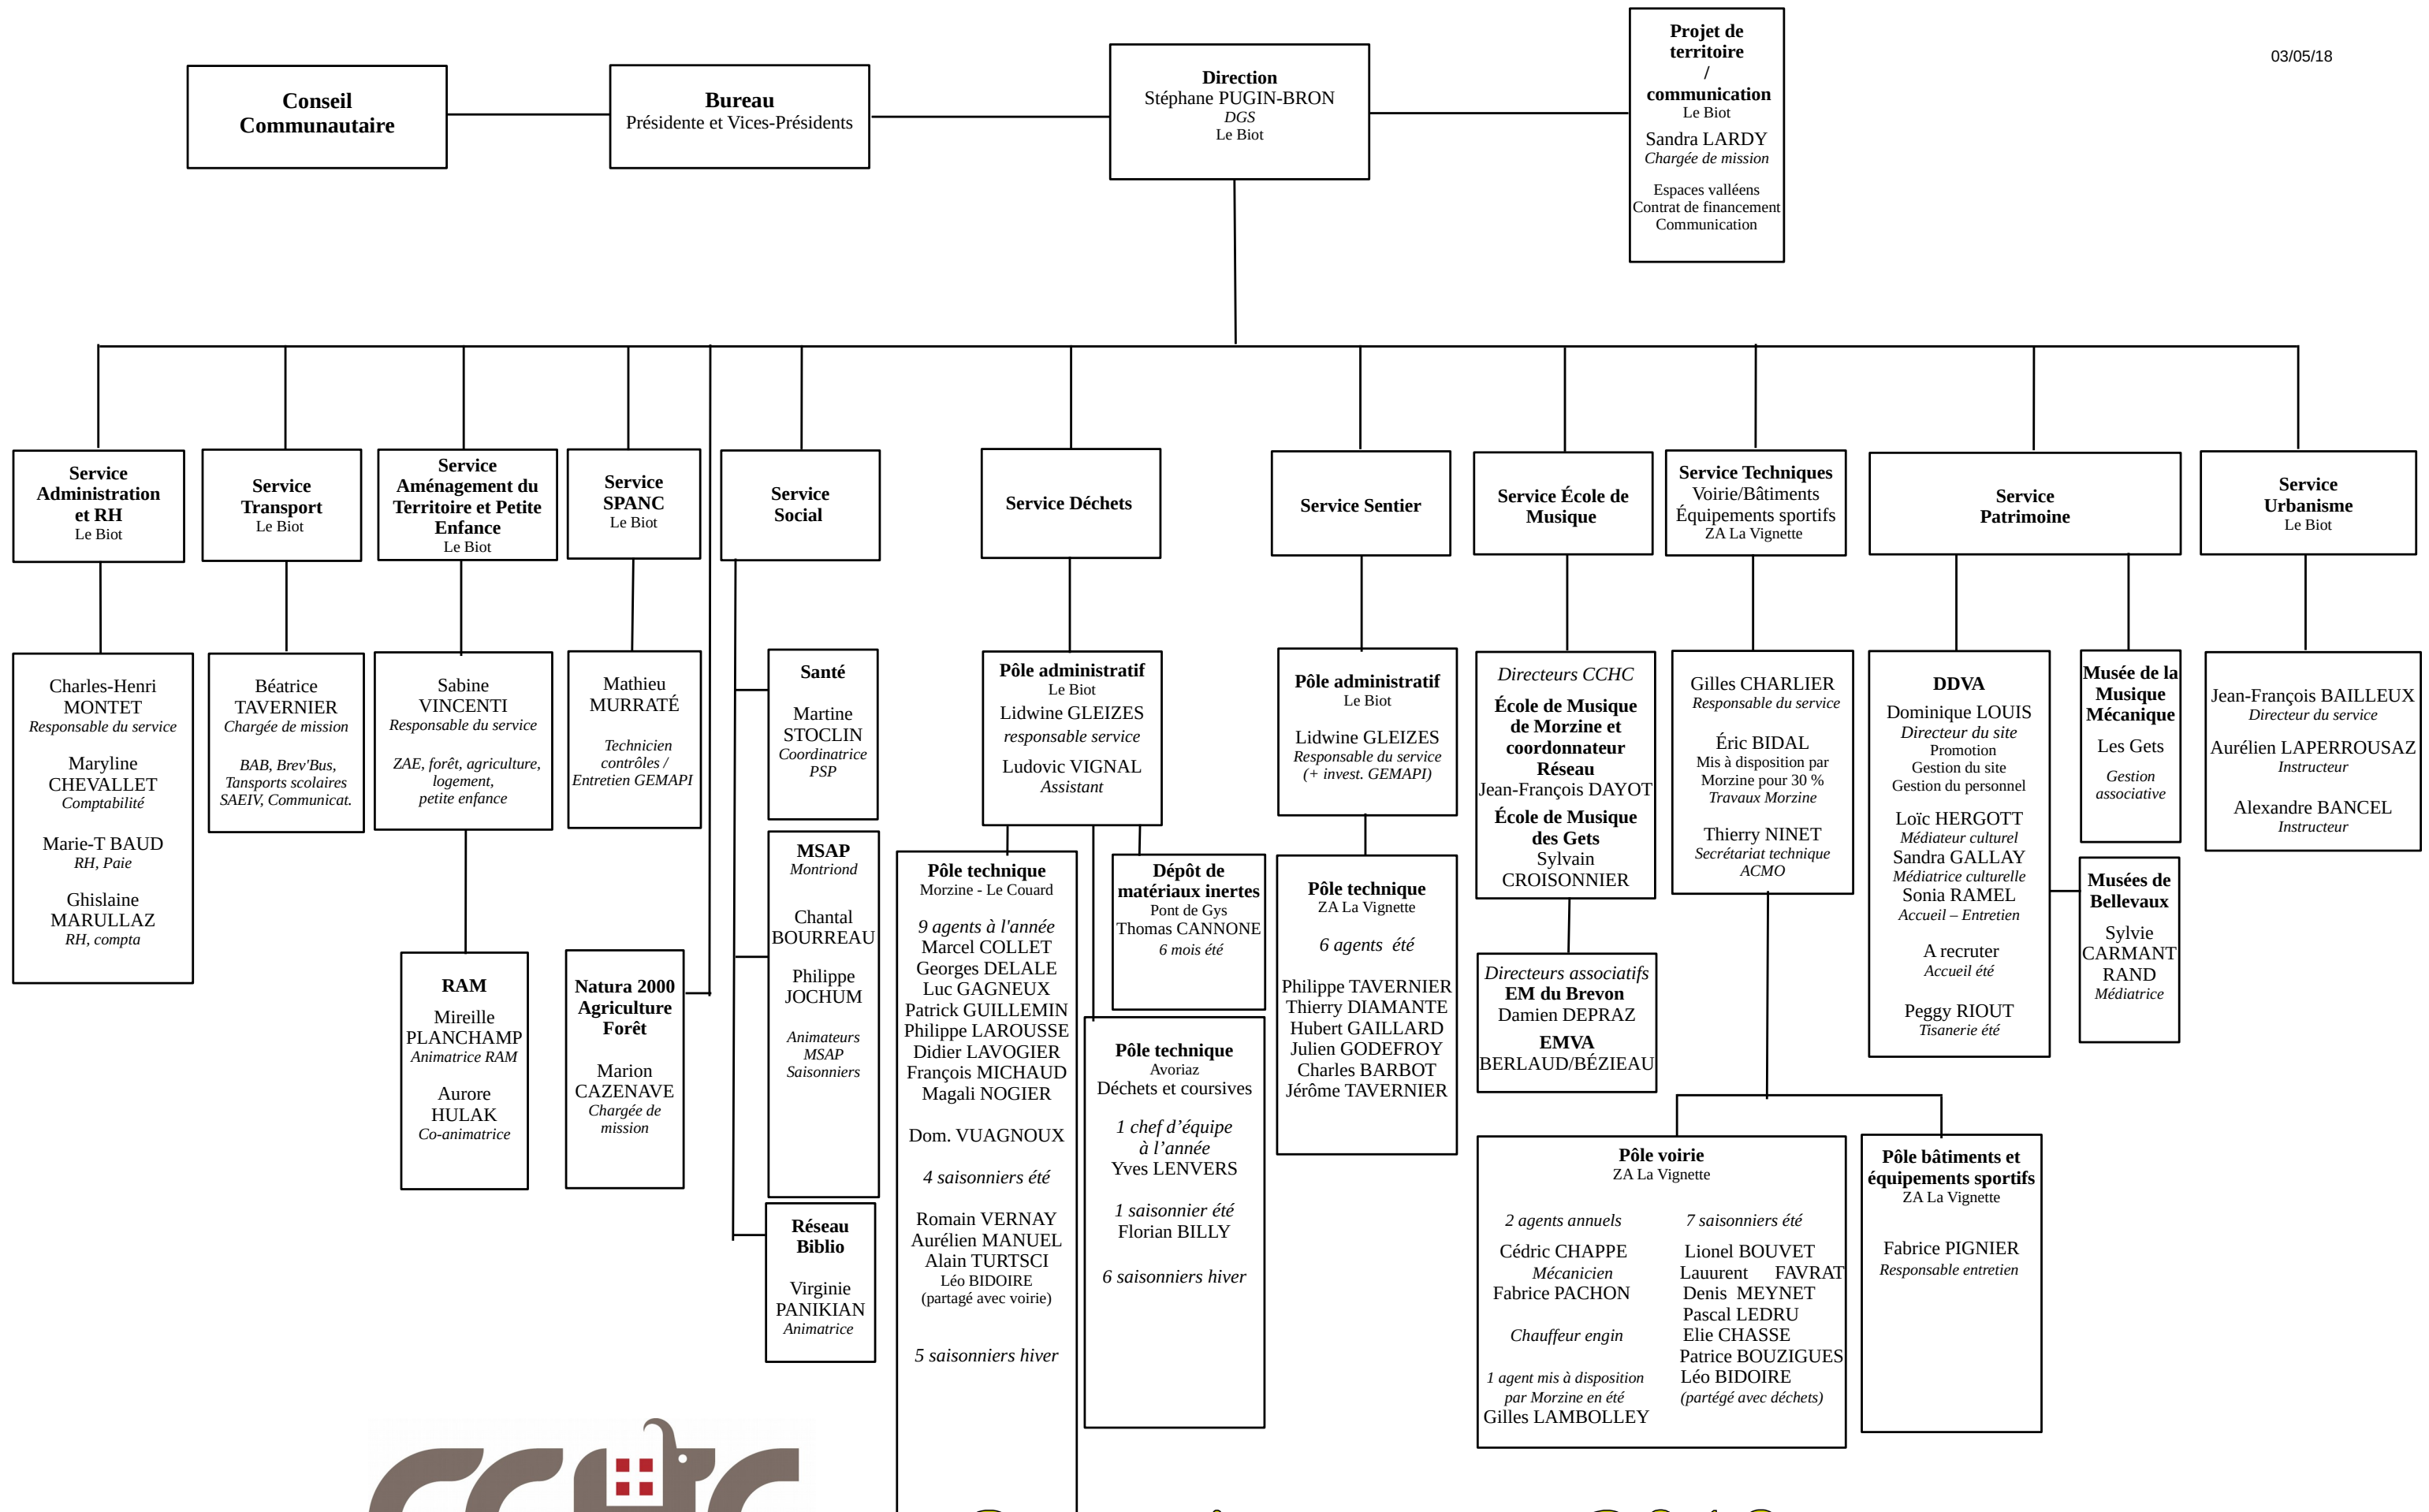 03/05/18
Conseil
Communautaire
Bureau
Présidente et Vices-Présidents
Direction
Stéphane PUGIN-BRON
DGS
Le Biot
Projet de
territoire
/
communication
Le Biot
Sandra LARDY
Chargée de mission
Espaces valléens
Contrat de financement
Communication
Service
Administration
et RH
Le Biot
Service
Transport
Le Biot
Service
Aménagement du
Territoire et Petite
Enfance
Le Biot
Service
SPANC
Le Biot
Service
Social
Service Déchets
Service Sentier
Service École de
Musique
Service Techniques
Voirie/Bâtiments
Équipements sportifs
ZA La Vignette
Service
Patrimoine
Service
Urbanisme
Le Biot
Charles-Henri
MONTET
Responsable du service
Maryline
CHEVALLET
Comptabilité
Marie-T BAUD
RH, Paie
Ghislaine
MARULLAZ
RH, compta
Béatrice
TAVERNIER
Chargée de mission
BAB, Brev'Bus,
Tansports scolaires
SAEIV, Communicat.
Sabine
VINCENTI
Responsable du service
ZAE, forêt, agriculture,
logement,
petite enfance
RAM
Mireille
PLANCHAMP
Animatrice RAM
Aurore
HULAK
Co-animatrice
Mathieu
MURRATÉ
Technicien
contrôles /
Entretien GEMAPI
Natura 2000
Agriculture
Forêt
Marion
CAZENAVE
Chargée de
mission
Santé
Martine
STOCLIN
Coordinatrice
PSP
MSAP
Montriond
Chantal
BOURREAU
Philippe
JOCHUM
Animateurs
MSAP
Saisonniers
Réseau
Biblio
Virginie
PANIKIAN
Animatrice
Pôle administratif
Le Biot
Lidwine GLEIZES
responsable service
Ludovic VIGNAL
Assistant
Pôle technique
Morzine - Le Couard
9 agents à l'année
Marcel COLLET
Georges DELALE
Luc GAGNEUX
Patrick GUILLEMIN
Philippe LAROUSSE
Didier LAVOGIER
François MICHAUD
Magali NOGIER
Dom. VUAGNOUX
4 saisonniers été
Romain VERNAY
Aurélien MANUEL
Alain TURTSCI
Léo BIDOIRE
(partagé avec voirie)
5 saisonniers hiver
Dépôt de
matériaux inertes
Pont de Gys
Thomas CANNONE
6 mois été
Pôle technique
Avoriaz
Déchets et coursives
1 chef d’équipe
à l’année
Yves LENVERS
1 saisonnier été
Florian BILLY
6 saisonniers hiver
Pôle administratif
Le Biot
Lidwine GLEIZES
Responsable du service
(+ invest. GEMAPI)
Pôle technique
ZA La Vignette
6 agents été
Philippe TAVERNIER
Thierry DIAMANTE
Hubert GAILLARD
Julien GODEFROY
Charles BARBOT
Jérôme TAVERNIER
Directeurs CCHC
École de Musique
de Morzine et
coordonnateur
Réseau
Jean-François DAYOT
École de Musique
des Gets
Sylvain
CROISONNIER
Directeurs associatifs
EM du Brevon
Damien DEPRAZ
EMVA
BERLAUD/BÉZIEAU
Gilles CHARLIER
Responsable du service
Éric BIDAL
Mis à disposition par
Morzine pour 30 %
Travaux Morzine
Thierry NINET
Secrétariat technique
ACMO
Pôle voirie
ZA La Vignette
2 agents annuels
Cédric CHAPPE
Mécanicien
Fabrice PACHON
Chauffeur engin
1 agent mis à disposition
par Morzine en été
Gilles LAMBOLLEY
7 saisonniers été
Lionel BOUVET
Lauurent FAVRAT
Denis MEYNET
Pascal LEDRU
Elie CHASSE
Patrice BOUZIGUES
Léo BIDOIRE
(partégé avec déchets)
Pôle bâtiments et
équipements sportifs
ZA La Vignette
Fabrice PIGNIER
Responsable entretien
DDVA
Dominique LOUIS
Directeur du site
Promotion
Gestion du site
Gestion du personnel
Loïc HERGOTT
Médiateur culturel
Sandra GALLAY
Médiatrice culturelle
Sonia RAMEL
Accueil – Entretien
A recruter
Accueil été
Peggy RIOUT
Tisanerie été
Musée de la
Musique
Mécanique
Les Gets
Gestion
associative
Musées de
Bellevaux
Sylvie
CARMANT
RAND
Médiatrice
Jean-François BAILLEUX
Directeur du service
Aurélien LAPERROUSAZ
Instructeur
Alexandre BANCEL
Instructeur
CCHC